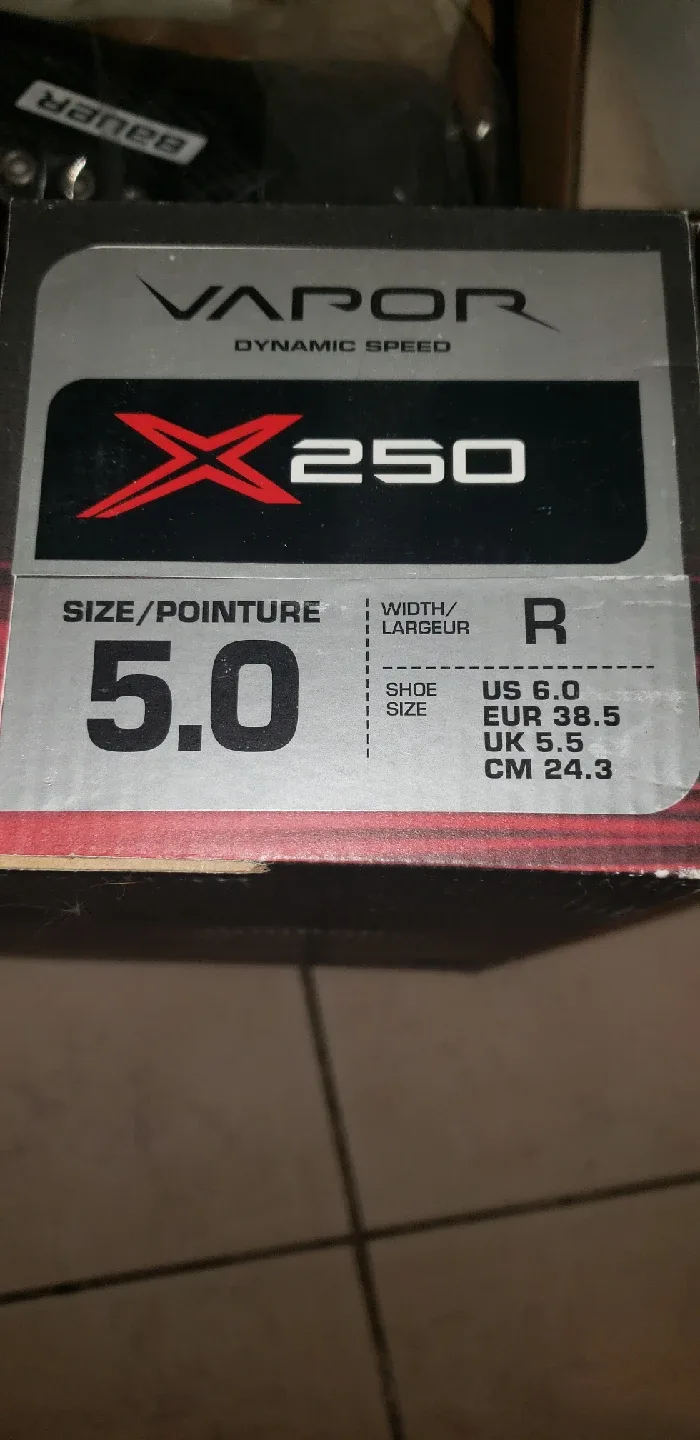 BAUER
VAPOR
DYNAMIC SPEED
X250
SIZE/POINTURE
5.0
WIDTH/
LARGEUR
R
SHOE
SIZE
US 6.0
EUR 38.5
UK 5.5
CM 24.3